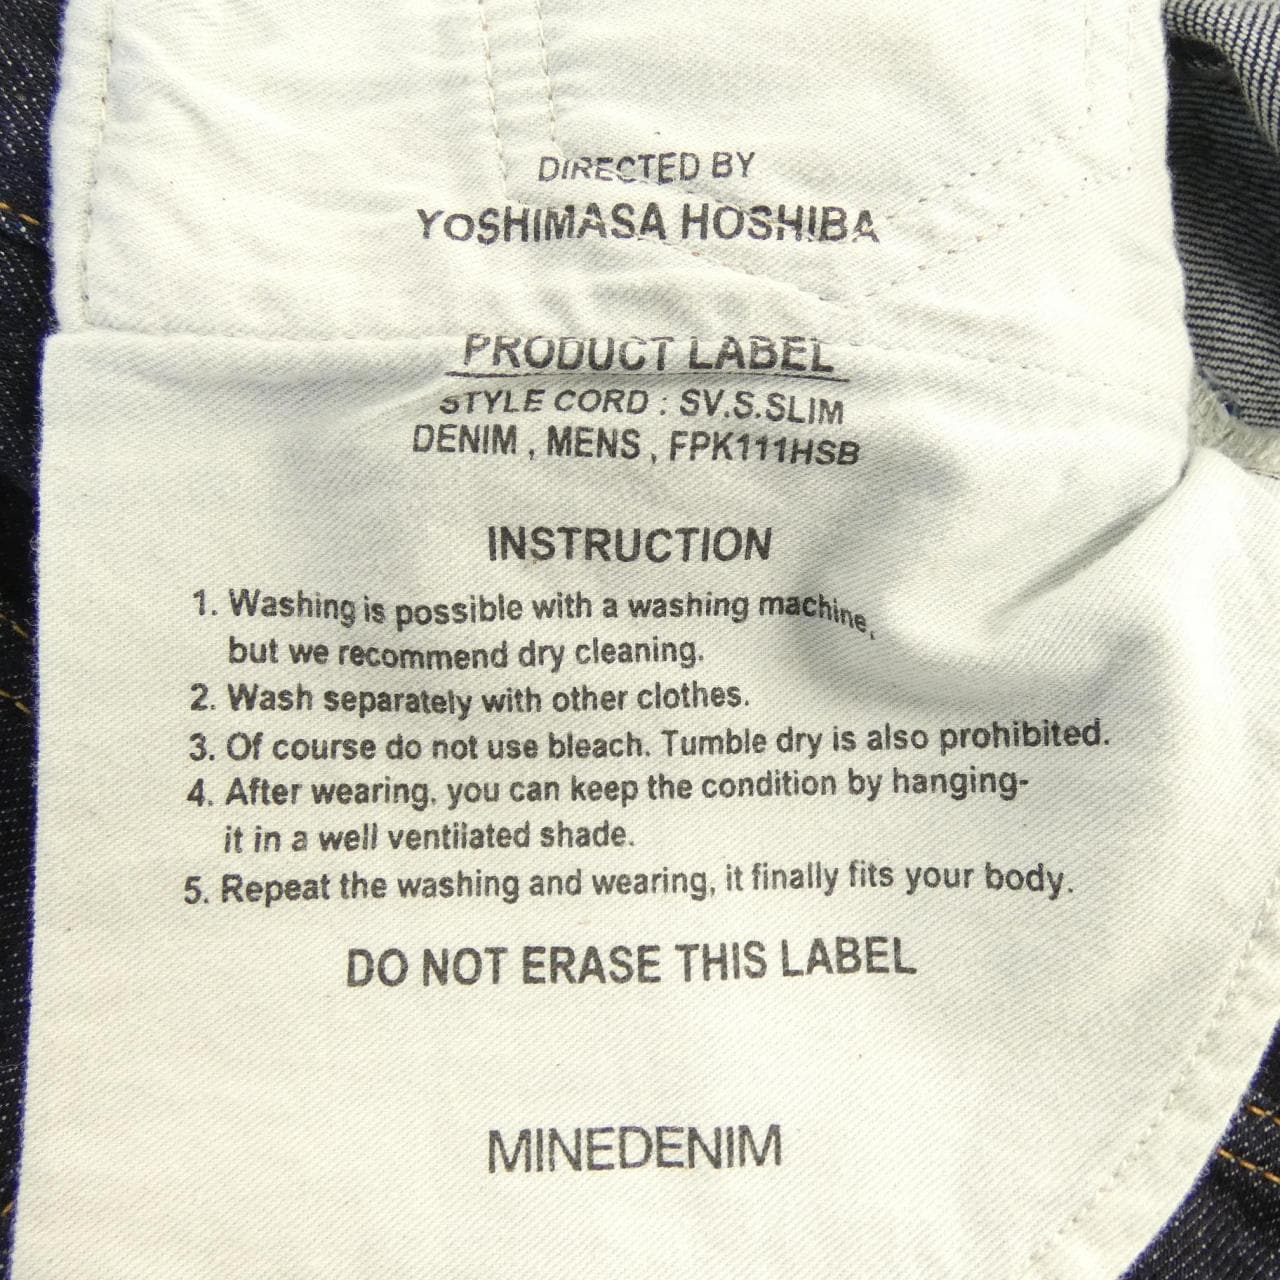 DIRECTED BY
YOSHIMASA HOSHIBA
PRODUCT LABEL
STYLE CORD : SV.S.SLIM
DENIM , MENS , FPK111HSB
INSTRUCTION
1. Washing is possible with a washing machine,
but we recommend dry cleaning.
2. Wash separately with other clothes.
3. Of course do not use bleach. Tumble dry is also prohibited.
4. After wearing, you can keep the condition by hanging-
it in a well ventilated shade.
5. Repeat the washing and wearing, it finally fits your body.
DO NOT ERASE THIS LABEL
MINEDENIM